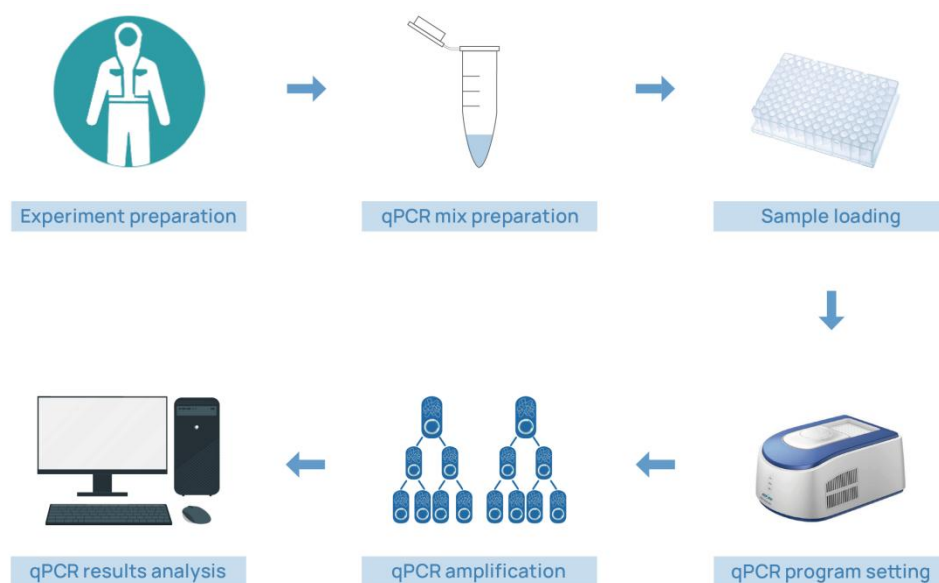 Experiment preparation
qPCR mix preparation
Sample loading
qPCR results analysis
qPCR amplification
qPCR program setting